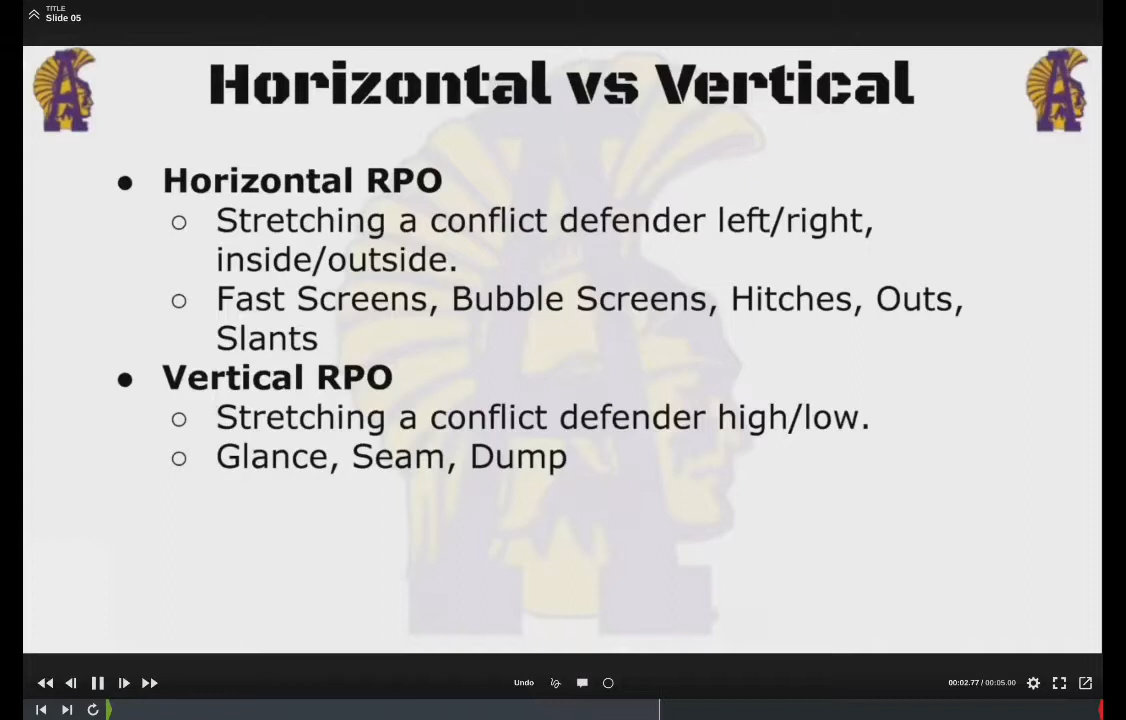 TITLE
Slide 05
Horizontal vs Vertical
● Horizontal RPO
○ Stretching a conflict defender left/right,
inside/outside.
○ Fast Screens, Bubble Screens, Hitches, Outs,
Slants
● Vertical RPO
○ Stretching a conflict defender high/low.
○ Glance, Seam, Dump
Undo
00:02.77 / 00:05.00